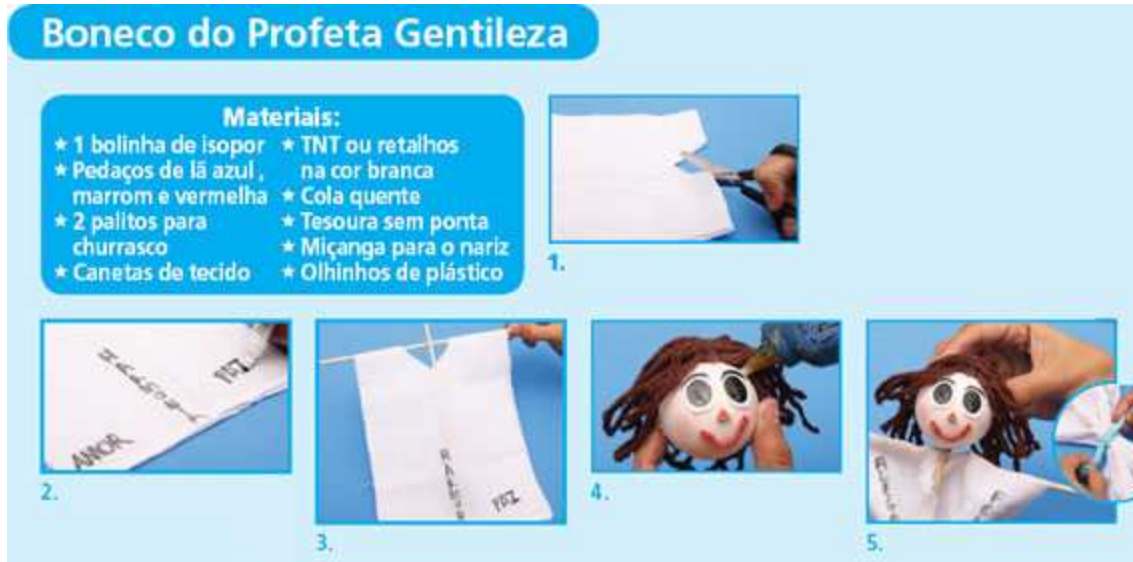 Boneco do Profeta Gentileza
Materiais:
★ 1 bolinha de isopor
★ Pedaços de lã azul,
marrom e vermelha
★ 2 palitos para
churrasco
★ Canetas de tecido
★ TNT ou retalhos
na cor branca
★ Cola quente
★ Tesoura sem ponta
★ Miçanga para o nariz
★ Olhinhos de plástico
1.
AMOR
PAZ
2.
PAZ
3.
4.
5.